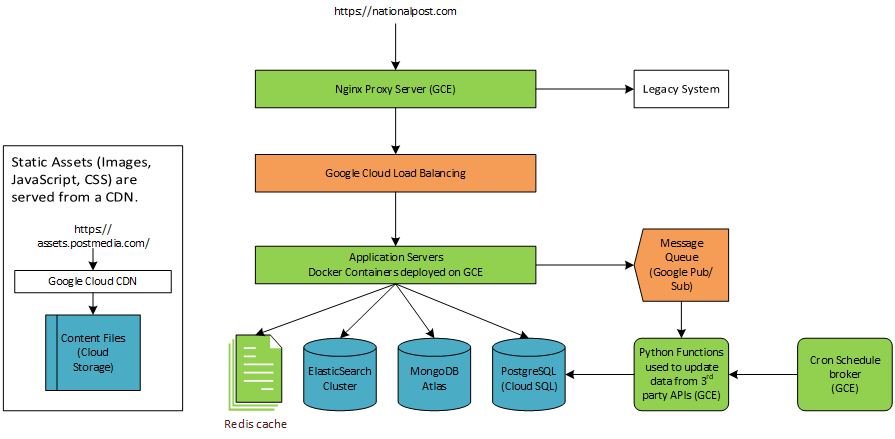 https://nationalpost.com
Nginx Proxy Server (GCE)
Legacy System
Google Cloud Load Balancing
Static Assets (Images,
JavaScript, CSS) are
served from a CDN.
https://
assets.postmedia.com/
Google Cloud CDN
Content Files
(Cloud
Storage)
Application Servers
Docker Containers deployed on GCE
Message
Queue
(Google Pub/
Sub)
Redis cache
ElasticSearch
Cluster
MongoDB
Atlas
PostgreSQL
(Cloud SQL)
Python Functions
used to update
data from 3rd
party APIs (GCE)
Cron Schedule
broker
(GCE)